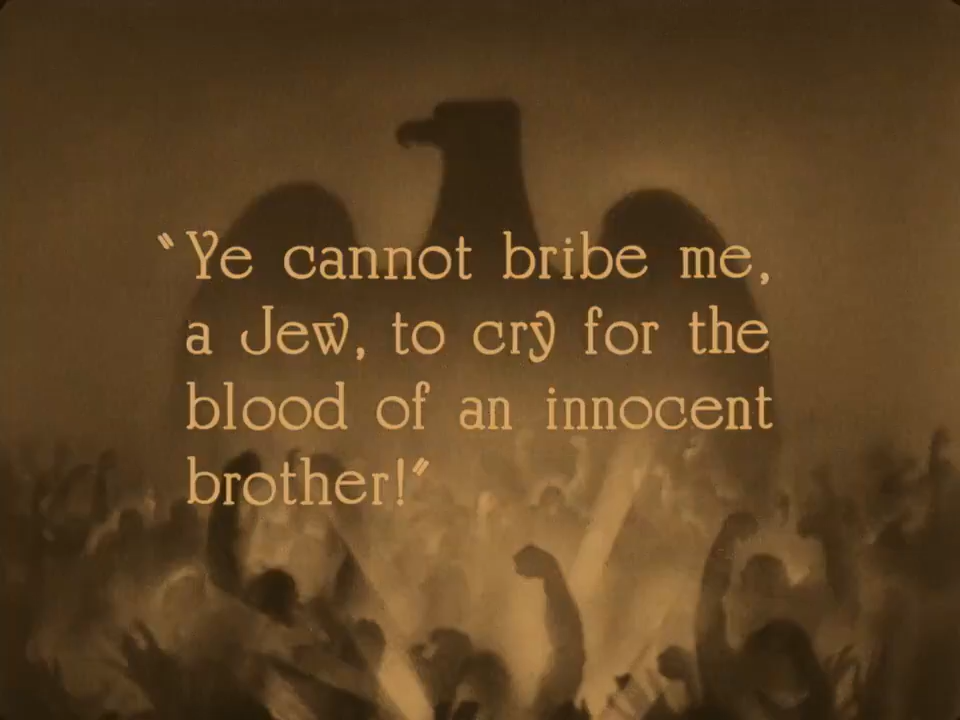 "Ye cannot bribe me,
a Jew, to cry for the
blood of an innocent
brother!"